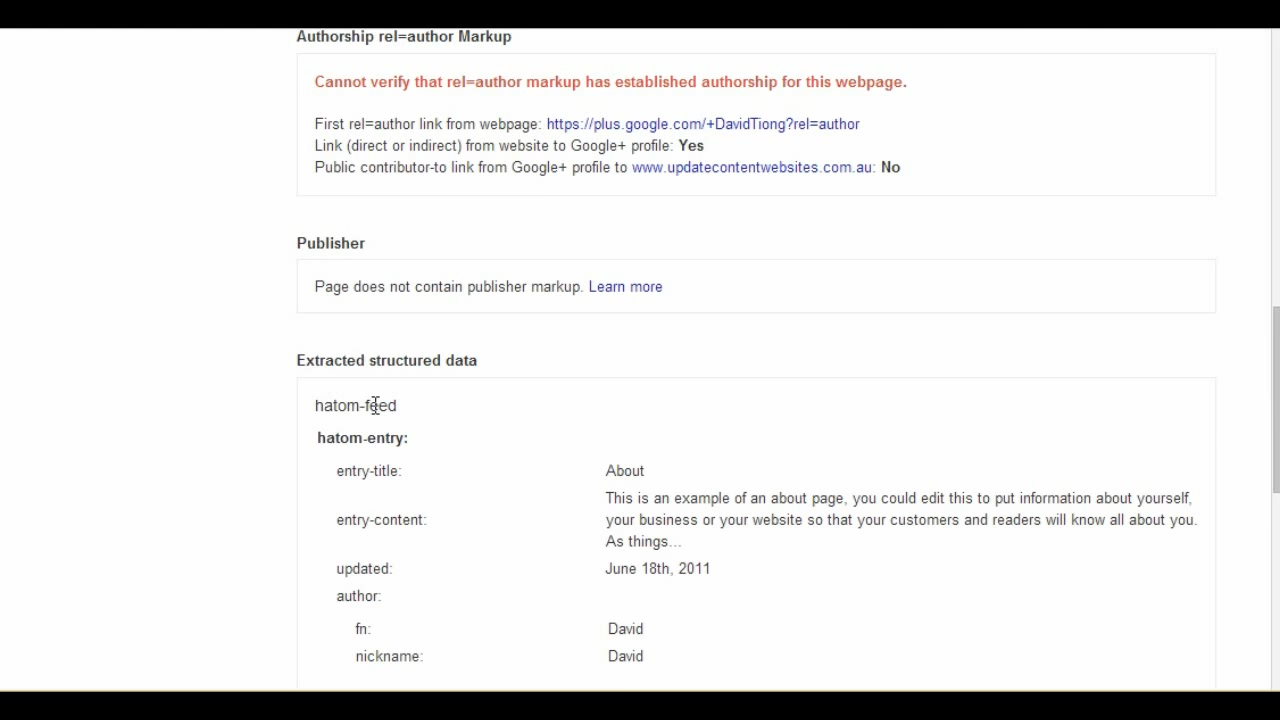 Authorship rel=author Markup
Cannot verify that rel=author markup has established authorship for this webpage.
First rel=author link from webpage: https://plus.google.com/+DavidTiong?rel=author
Link (direct or indirect) from website to Google+ profile: Yes
Public contributor-to link from Google+ profile to www.updatecontentwebsites.com.au: No
Publisher
Page does not contain publisher markup. Learn more
Extracted structured data
hatom-feed
hatom-entry:
entry-title: About
entry-content: This is an example of an about page, you could edit this to put information about yourself,
your business or your website so that your customers and readers will know all about you.
As things...
updated: June 18th, 2011
author:
fn: David
nickname: David